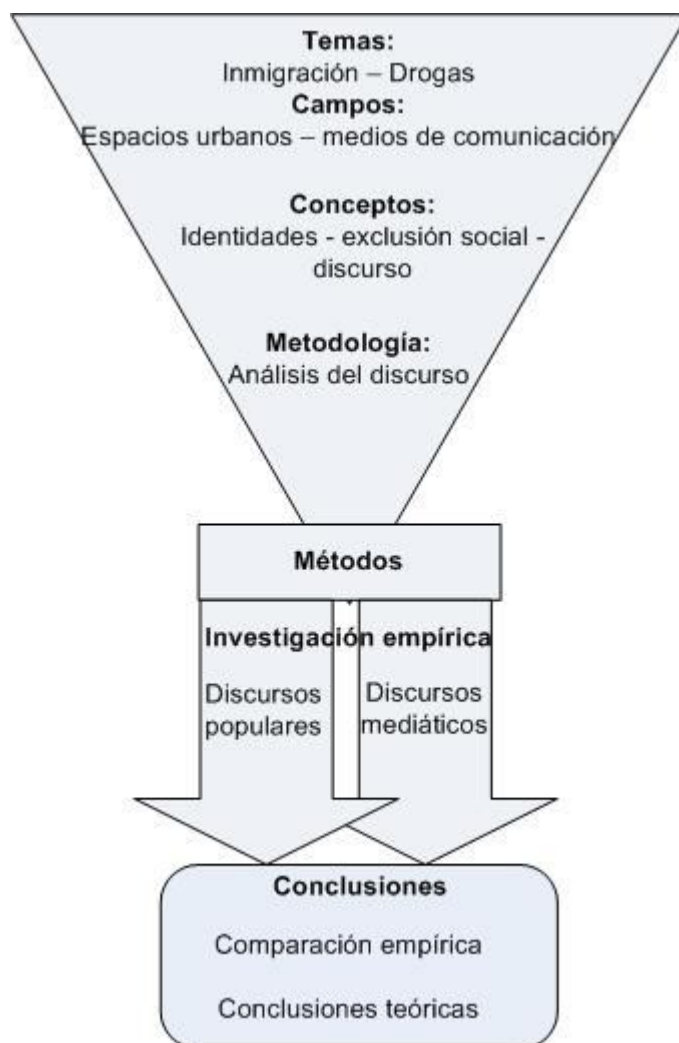 Temas:
Inmigración – Drogas
Campos:
Espacios urbanos – medios de comunicación
Conceptos:
Identidades - exclusión social -
discurso
Metodología:
Análisis del discurso
Métodos
Investigación empírica
Discursos
populares
Discursos
mediáticos
Conclusiones
Comparación empírica
Conclusiones teóricas